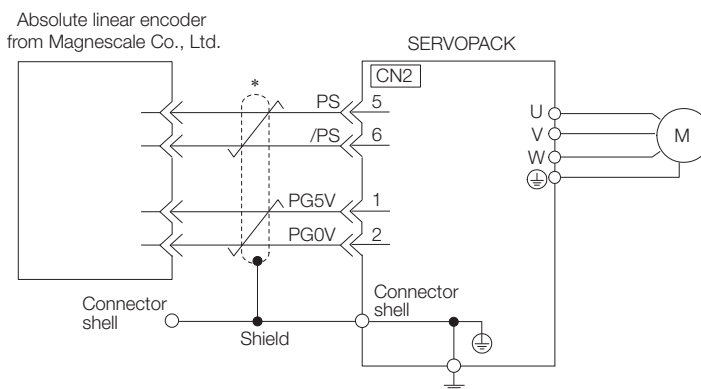 Absolute linear encoder
from Magnescale Co., Ltd.
SERVOPACK
CN2
*
PS 5
/PS 6
PG5V 1
PG0V 2
U
V
W
M
Connector
shell
Shield
Connector
shell